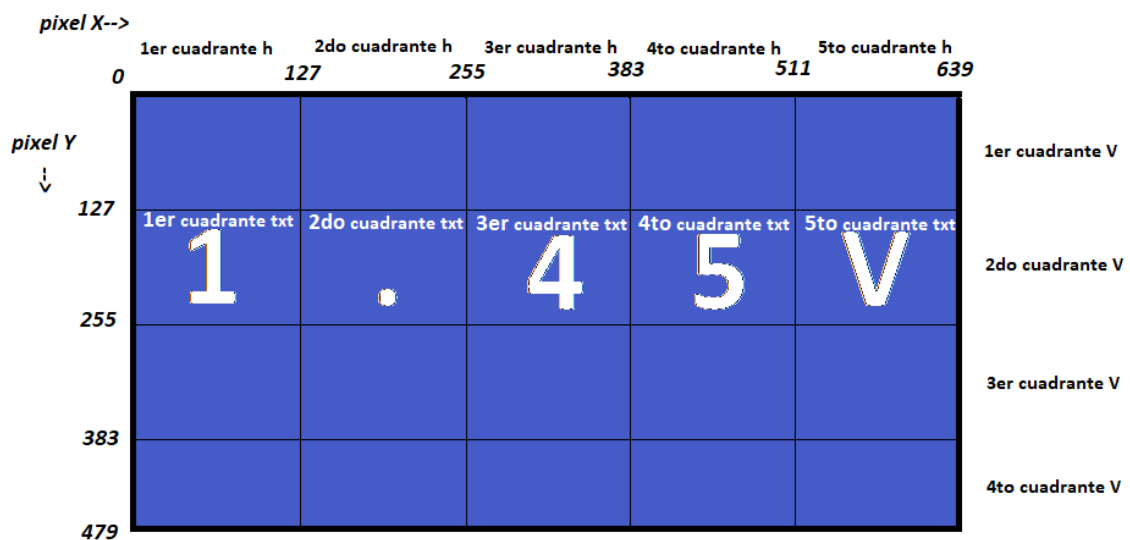 pixel X-->
1er cuadrante h 2do cuadrante h 3er cuadrante h 4to cuadrante h 5to cuadrante h
0 127 255 383 511 639
pixel Y
1er cuadrante V
127
1er cuadrante txt 2do cuadrante txt 3er cuadrante txt 4to cuadrante txt 5to cuadrante txt
1 . 4 5 V
2do cuadrante V
255
3er cuadrante V
383
4to cuadrante V
479